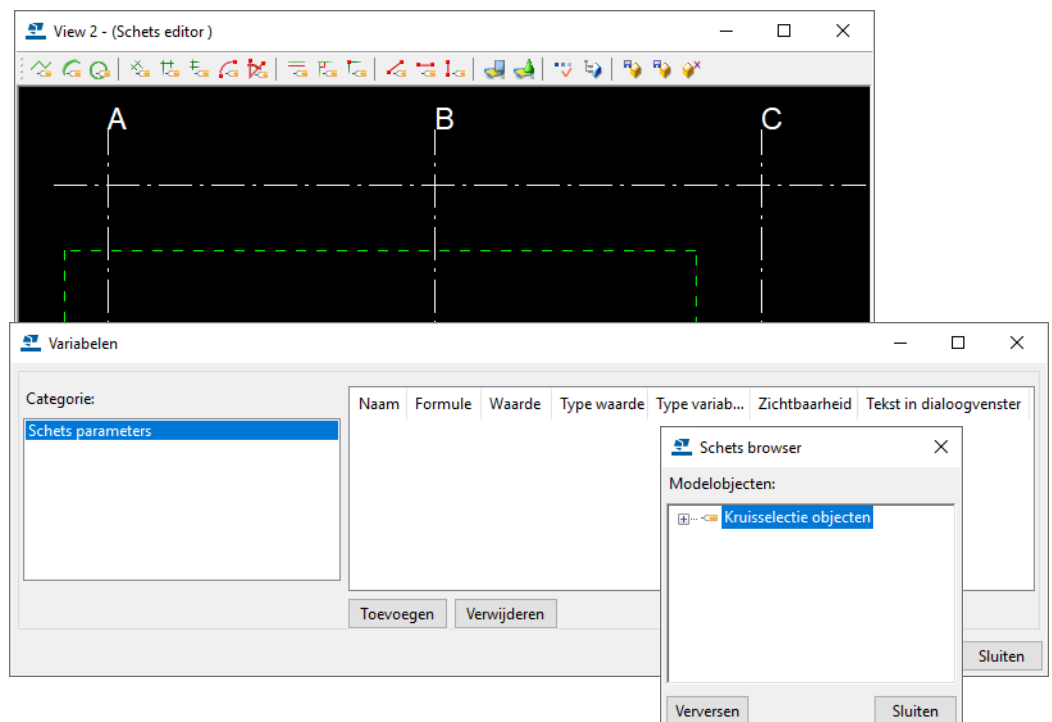 View 2 - (Schets editor )
A B C
Variabelen
Categorie:
Schets parameters
Naam Formule Waarde Type waarde Type variab... Zichtbaarheid Tekst in dialoogvenster
Toevoegen Verwijderen
Sluiten
Schets browser
Modelobjecten:
Kruisselectie objecten
Verversen Sluiten